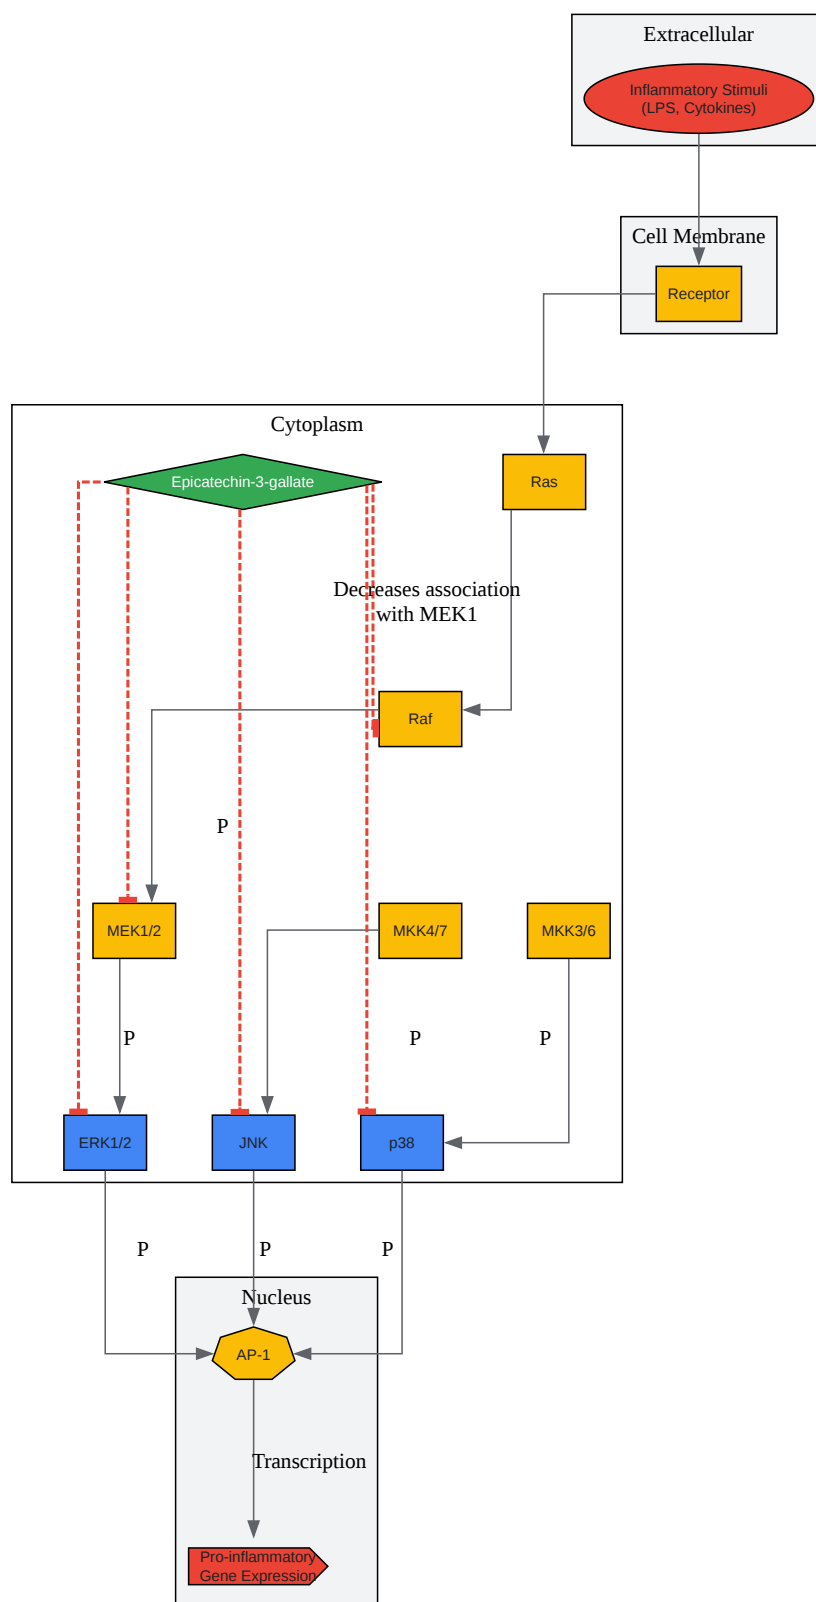 Extracellular
Inflammatory Stimuli
(LPS, Cytokines)
Cell Membrane
Receptor
Cytoplasm
Epicatechin-3-gallate
Ras
Decreases association
with MEK1
Raf
P
MEK1/2
MKK4/7
MKK3/6
P
P
P
ERK1/2
JNK
p38
P
P
P
Nucleus
AP-1
Transcription
Pro-inflammatory
Gene Expression